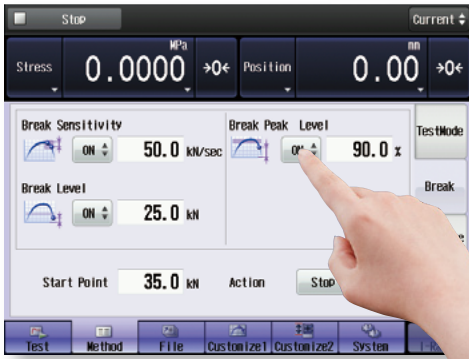 Stop Current
Stress 0.0000 MPa →0← Position 0.00 mm →0←
Break Sensitivity Break Peak Level TestMode
ON 50.0 kN/sec ON 90.0 %
Break Level Break
ON 25.0 kN
Start Point 35.0 kN Action Stop
Test Method File Customize1 Customize2 System